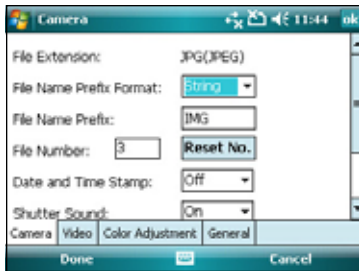 Camera 11:44 ok
File Extension: JPG(JPEG)
File Name Prefix Format: String
File Name Prefix: IMG
File Number: 3 Reset No.
Date and Time Stamp: Off
Shutter Sound: On
Camera Video Color Adjustment General
Done Cancel